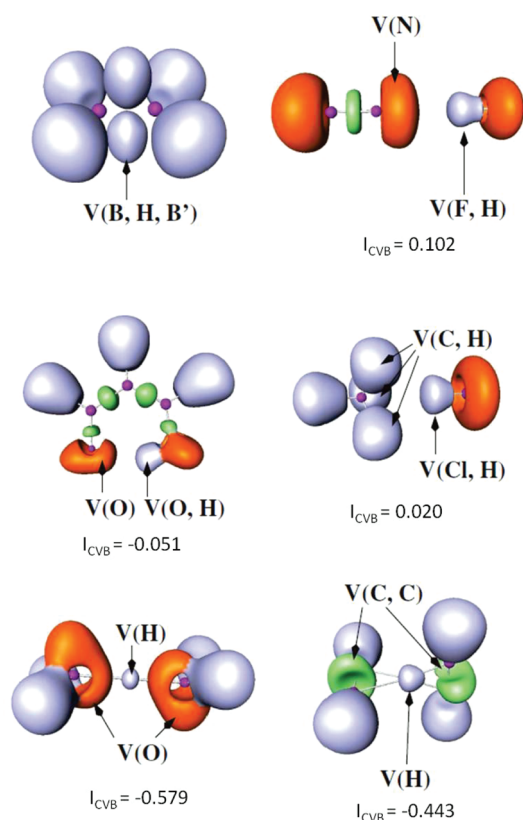 V(N)
V(B, H, B’)
V(F, H)
I_CVB = 0.102
V(C, H)
V(O) V(O, H)
V(Cl, H)
I_CVB = -0.051
I_CVB = 0.020
V(H)
V(O)
I_CVB = -0.579
V(C, C)
V(H)
I_CVB = -0.443